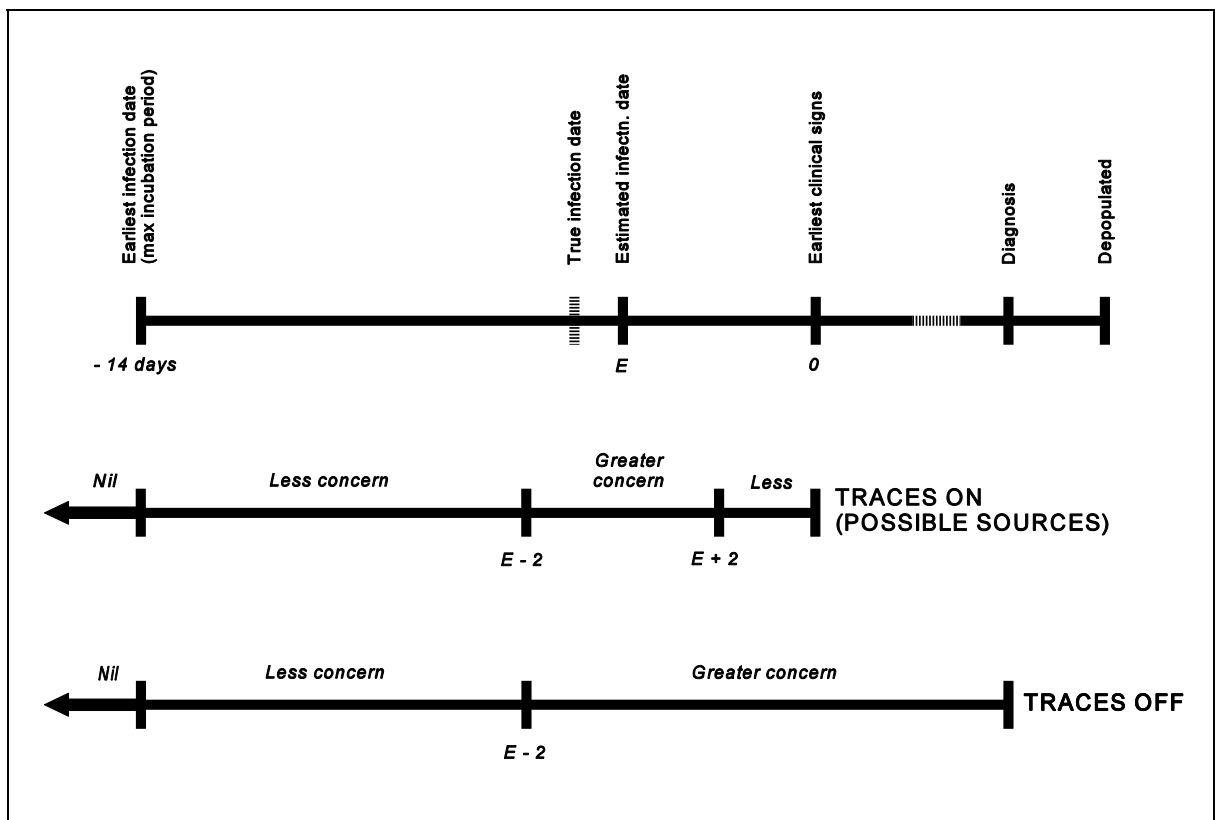 Earliest infection date
(max incubation period)
True infection date
Estimated infectn. date
Earliest clinical signs
Diagnosis
Depopulated
- 14 days
E
0
Nil
Less concern
Greater
concern
Less
TRACES ON
(POSSIBLE SOURCES)
E - 2
E + 2
Nil
Less concern
Greater concern
TRACES OFF
E - 2